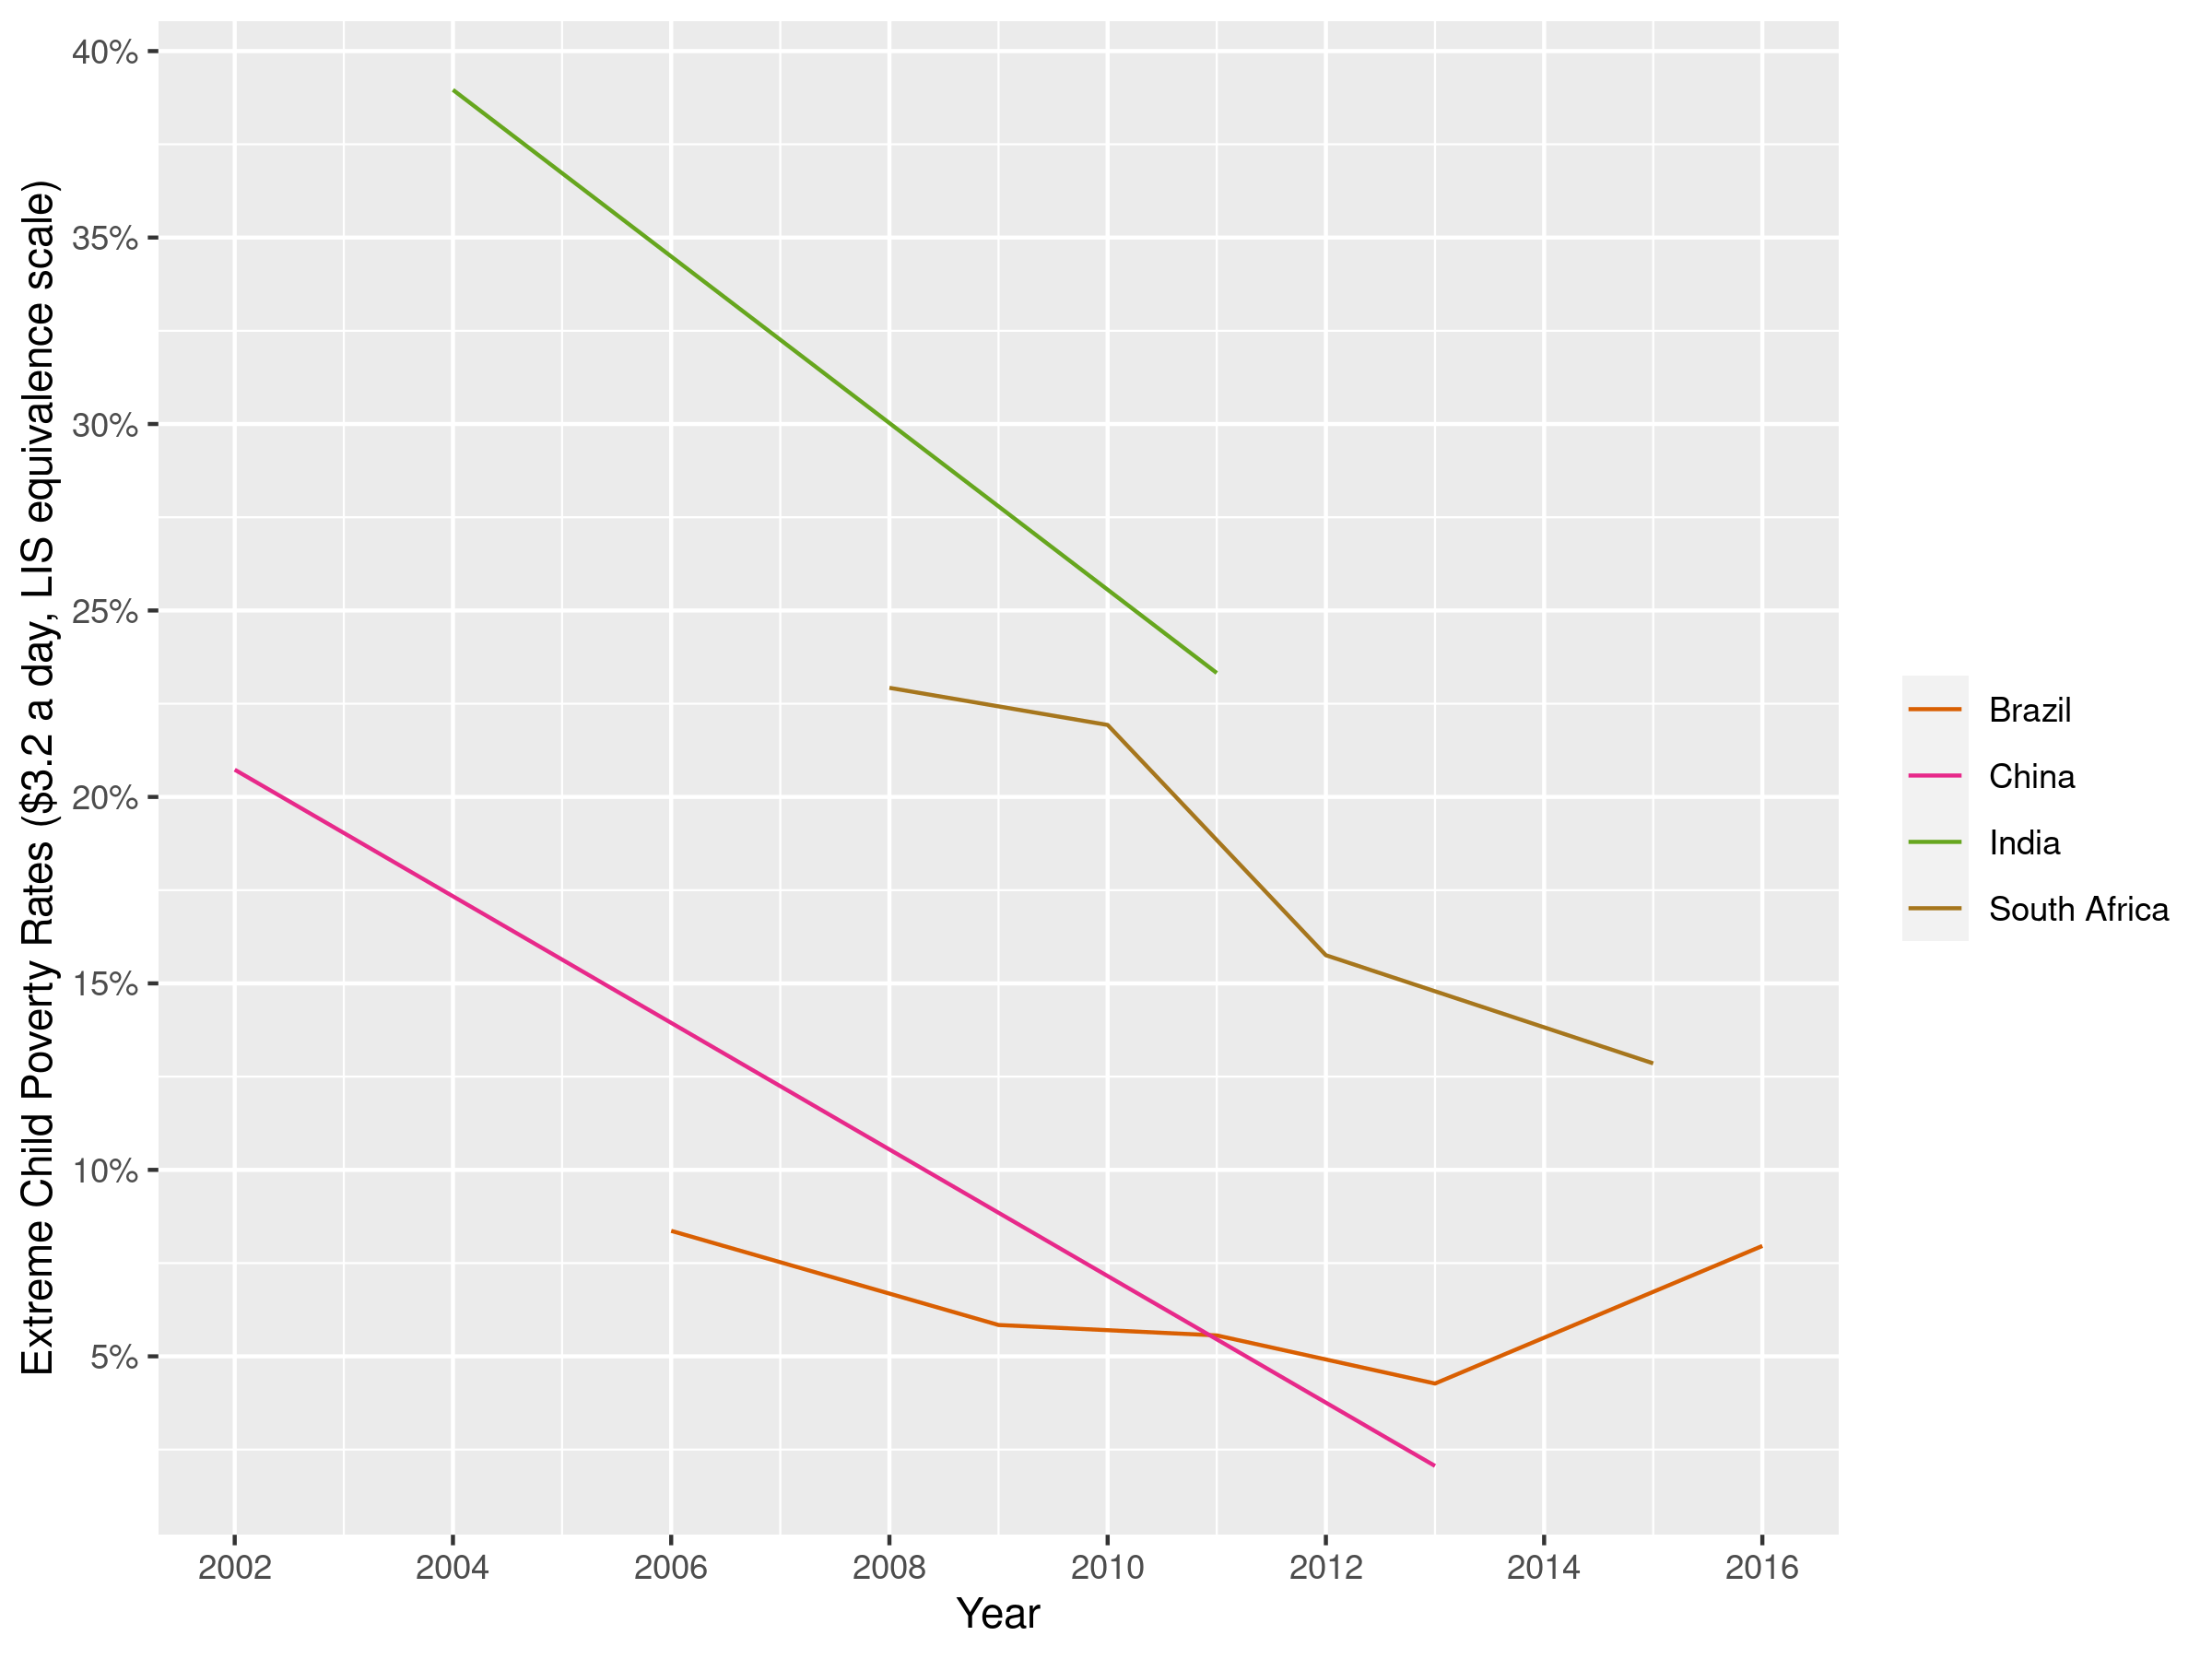 Extreme Child Poverty Rates ($3.2 a day, LIS equivalence scale)
40%
35%
30%
25%
20%
15%
10%
5%
2002 2004 2006 2008 2010 2012 2014 2016
Year
Brazil
China
India
South Africa